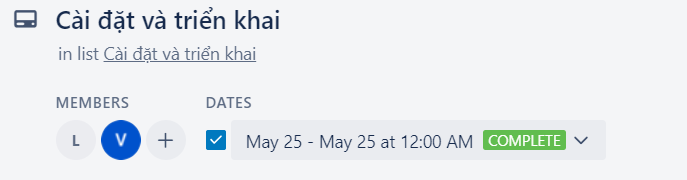 Cài đặt và triển khai
in list Cài đặt và triển khai
MEMBERS DATES
L V + May 25 - May 25 at 12:00 AM COMPLETE